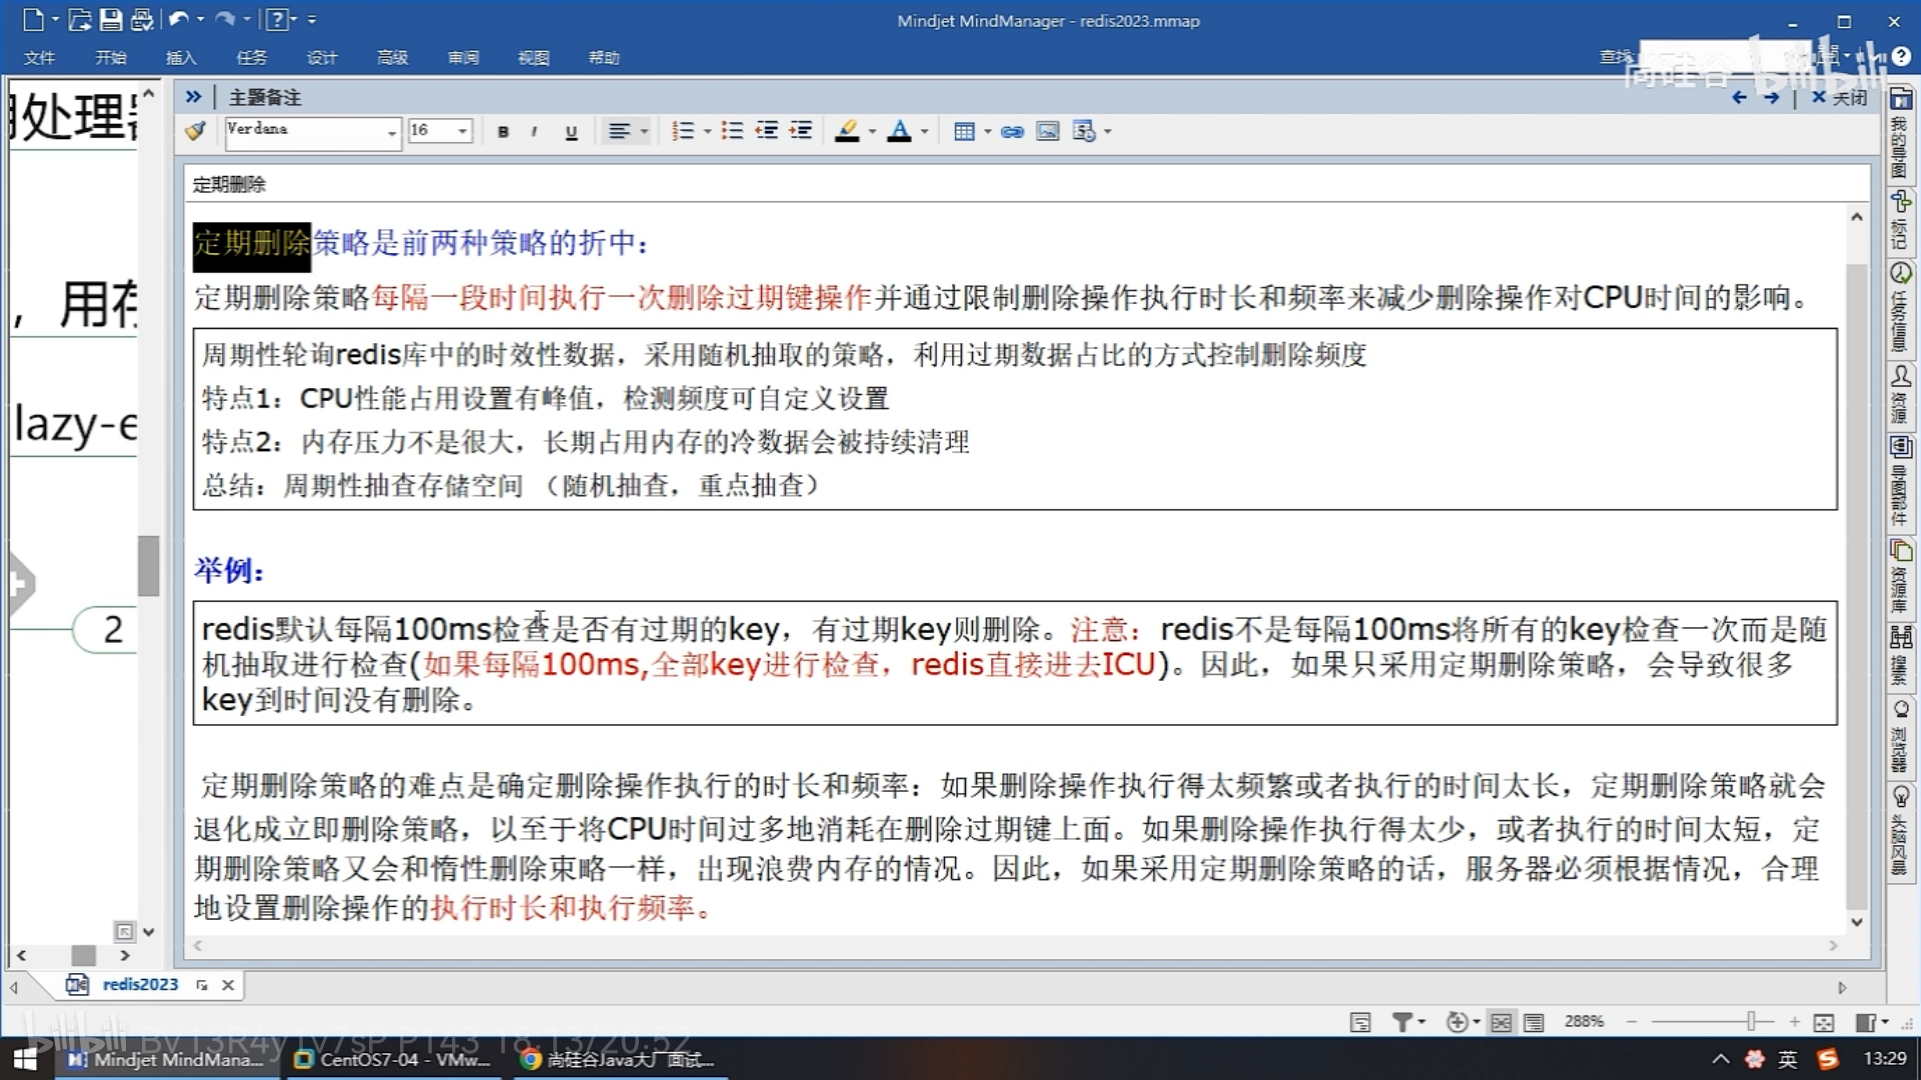 Mindjet MindManager - redis2023.mmap
文件 开始 插入 任务 设计 高级 审阅 视图 帮助
查找
尚硅谷 bilibili
主题备注
关闭
Verdana 16 B I U
定期删除
定期删除策略是前两种策略的折中：
定期删除策略每隔一段时间执行一次删除过期键操作并通过限制删除操作执行时长和频率来减少删除操作对CPU时间的影响。
周期性轮询redis库中的时效性数据，采用随机抽取的策略，利用过期数据占比的方式控制删除频度
特点1：CPU性能占用设置有峰值，检测频度可自定义设置
特点2：内存压力不是很大，长期占用内存的冷数据会被持续清理
总结：周期性抽查存储空间 （随机抽查，重点抽查）
举例：
redis默认每隔100ms检查是否有过期的key，有过期key则删除。注意：redis不是每隔100ms将所有的key检查一次而是随
机抽取进行检查(如果每隔100ms,全部key进行检查，redis直接进去ICU)。因此，如果只采用定期删除策略，会导致很多
key到时间没有删除。
定期删除策略的难点是确定删除操作执行的时长和频率：如果删除操作执行得太频繁或者执行的时间太长，定期删除策略就会
退化成立即删除策略，以至于将CPU时间过多地消耗在删除过期键上面。如果删除操作执行得太少，或者执行的时间太短，定
期删除策略又会和惰性删除束略一样，出现浪费内存的情况。因此，如果采用定期删除策略的话，服务器必须根据情况，合理
地设置删除操作的执行时长和执行频率。
期处理
，用存
lazy-e
2
我的导图
标记
任务信息
资源
导图部件
资源库
搜索
浏览器
头脑风暴
redis2023
288%
bilibili BV13R4y1v7sP P143 18:13/20:52
Mindjet MindMana...
CentOS7-04 - VMw...
尚硅谷Java大厂面试...
英
13:29